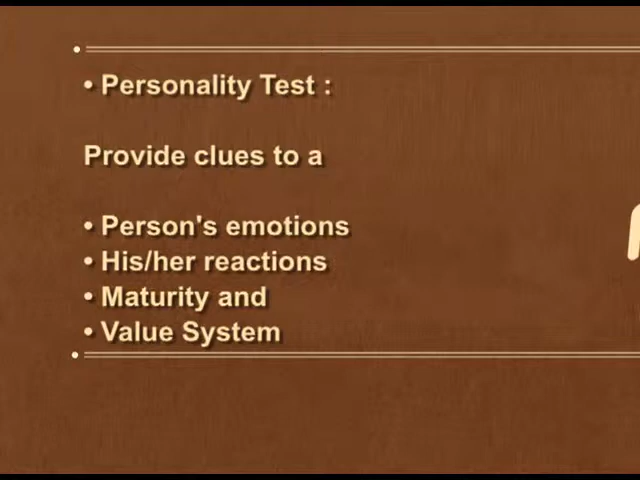 • Personality Test :
Provide clues to a
• Person's emotions
• His/her reactions
• Maturity and
• Value System